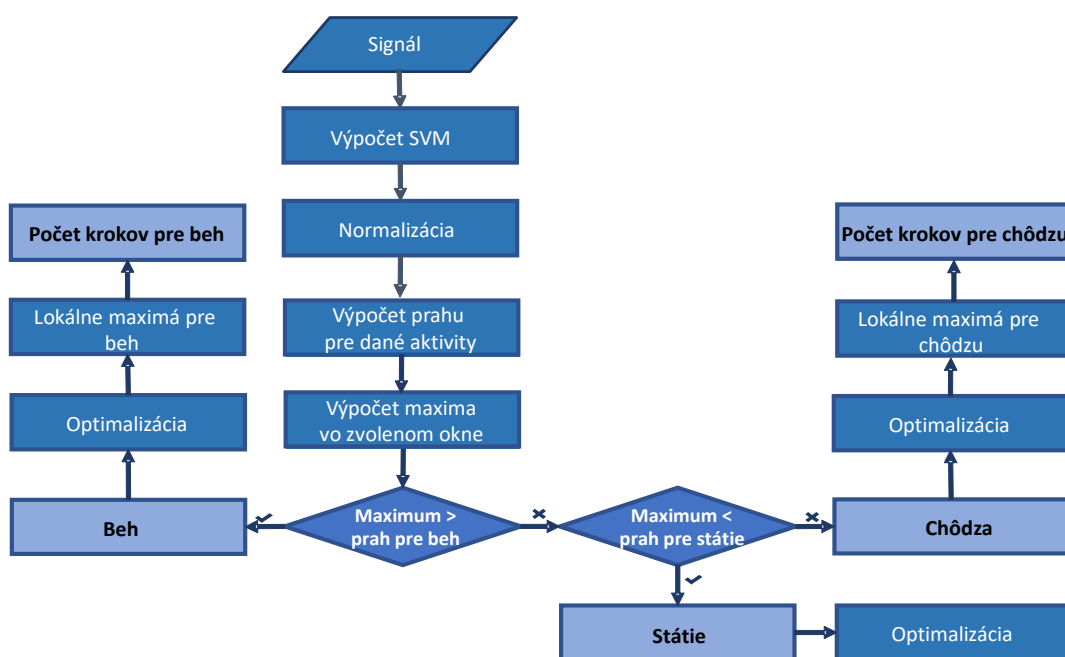 Signál
Výpočet SVM
Normalizácia
Výpočet prahu
pre dané aktivity
Výpočet maxima
vo zvolenom okne
Maximum >
prah pre beh
Beh
Optimalizácia
Lokálne maximá pre
beh
Počet krokov pre beh
Maximum <
prah pre státie
Chôdza
Optimalizácia
Lokálne maximá pre
chôdzu
Počet krokov pre chôdzu
Státie
Optimalizácia